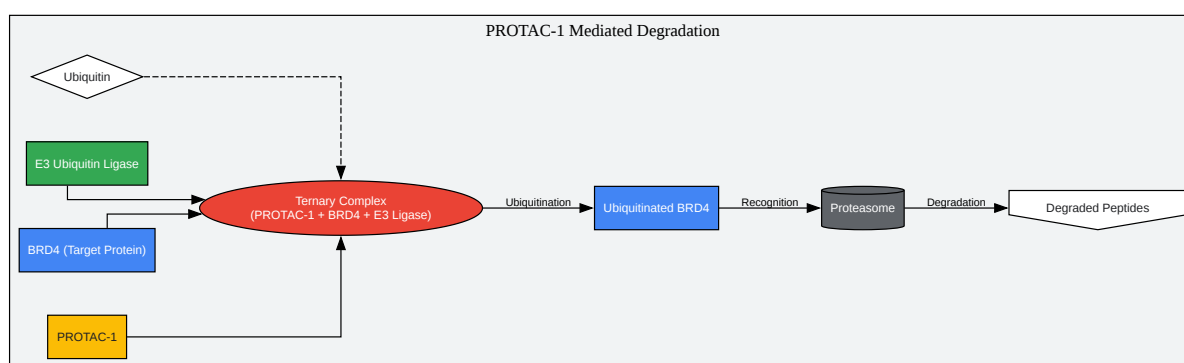 PROTAC-1 Mediated Degradation
Ubiquitin
E3 Ubiquitin Ligase
BRD4 (Target Protein)
PROTAC-1
Ternary Complex
(PROTAC-1 + BRD4 + E3 Ligase)
Ubiquitination
Ubiquitinated BRD4
Recognition
Proteasome
Degradation
Degraded Peptides